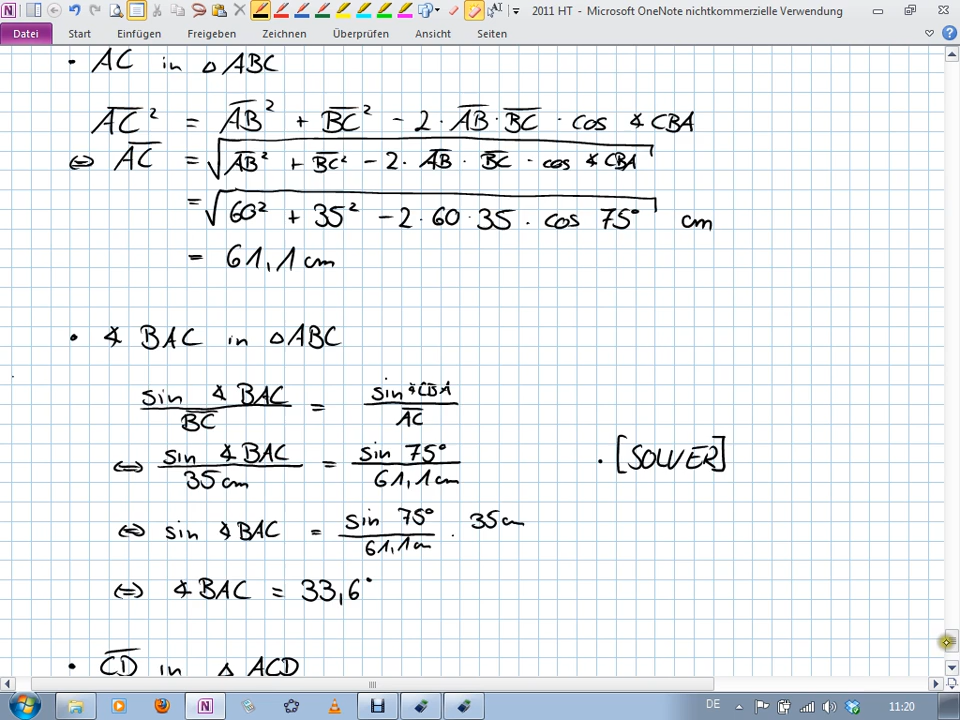 2011 HT - Microsoft OneNote nichtkommerzielle Verwendung
Datei Start Einfügen Freigeben Zeichnen Überprüfen Ansicht Seiten
• AC in △ ABC
AC² = AB² + BC² - 2 · AB · BC · cos ∢ CBA
⇔ AC = √AB² + BC² - 2 · AB · BC · cos ∢ CBA
= √60² + 35² - 2 · 60 · 35 · cos 75° cm
= 61,1 cm
• ∢ BAC in △ ABC
sin ∢ BAC / BC = sin ∢ CBA / AC
⇔ sin ∢ BAC / 35 cm = sin 75° / 61,1 cm · [SOLVER]
⇔ sin ∢ BAC = sin 75° / 61,1 cm · 35 cm
⇔ ∢ BAC = 33,6°
• CD in △ ACD
DE 11:20